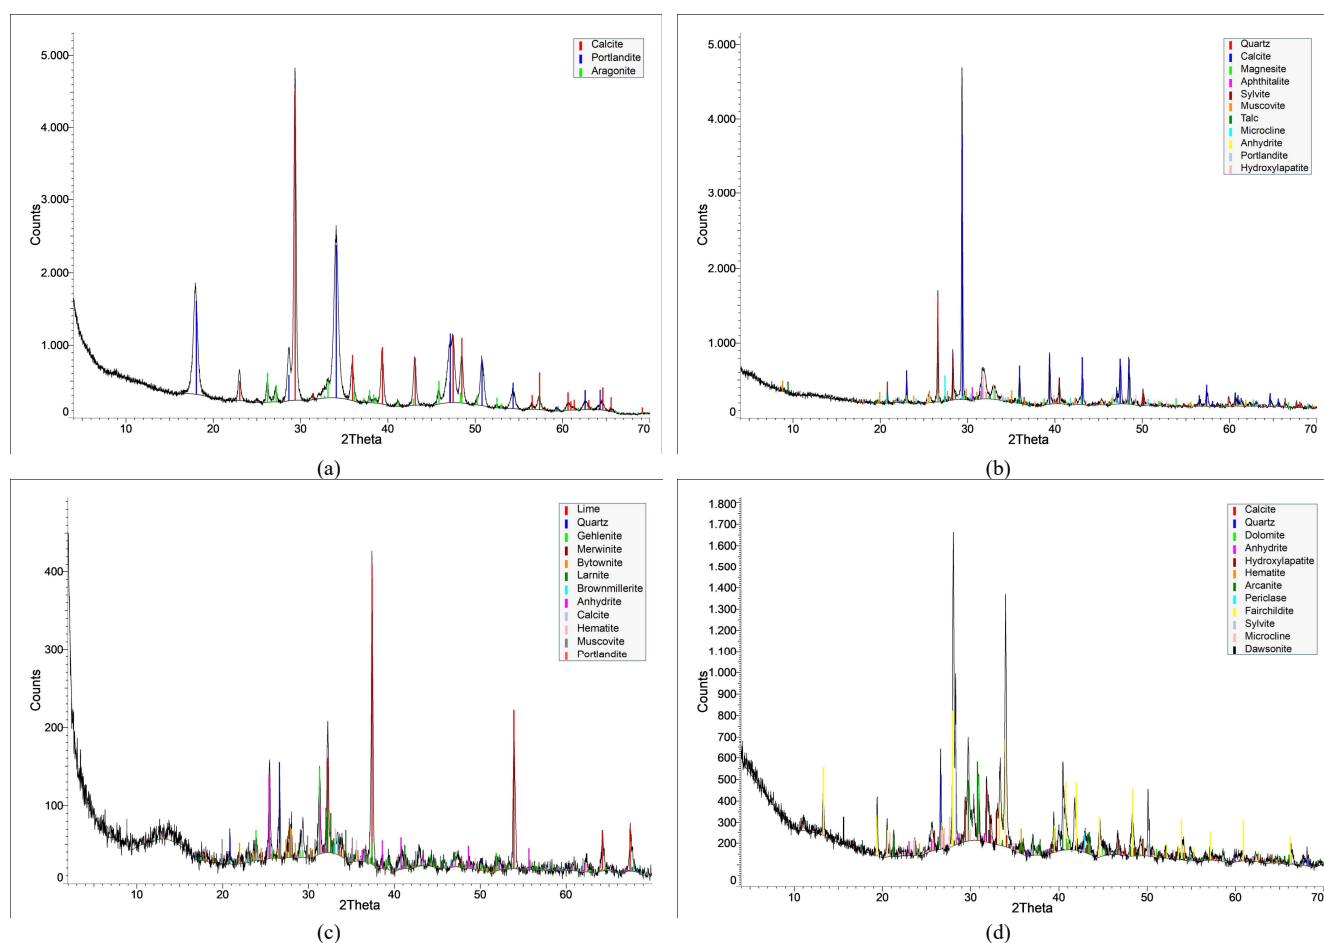 5.000
4.000
3.000
2.000
1.000
0
Counts
10 20 30 40 50 60 70
2Theta
Calcite
Portlandite
Aragonite
(a)
5.000
4.000
3.000
2.000
1.000
0
Counts
10 20 30 40 50 60 70
2Theta
Quartz
Calcite
Magnesite
Aphthitalite
Sylvite
Muscovite
Talc
Microcline
Anhydrite
Portlandite
Hydroxylapatite
(b)
400
300
200
100
0
Counts
10 20 30 40 50 60
2Theta
Lime
Quartz
Gehlenite
Merwinite
Bytownite
Larnite
Brownmillerite
Anhydrite
Calcite
Hematite
Muscovite
Portlandite
(c)
1.800
1.700
1.600
1.500
1.400
1.300
1.200
1.100
1.000
900
800
700
600
500
400
300
200
0
Counts
10 20 30 40 50 60 70
2Theta
Calcite
Quartz
Dolomite
Anhydrite
Hydroxylapatite
Hematite
Arcanite
Periclase
Fairchildite
Sylvite
Microcline
Dawsonite
(d)